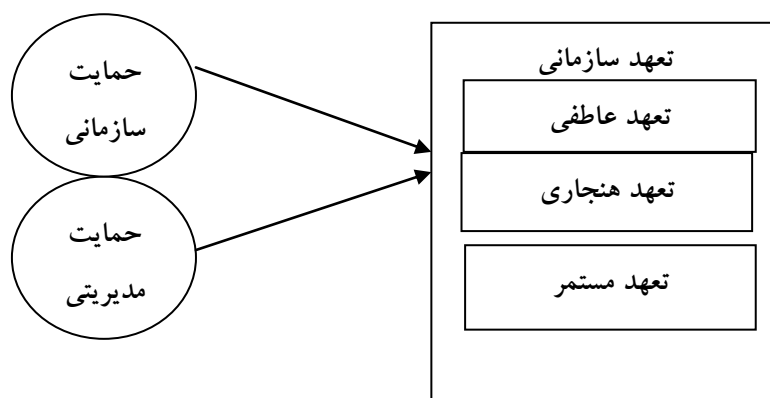 حمایت
سازمانی
حمایت
مدیریتی
تعهد سازمانی
تعهد عاطفی
تعهد هنجاری
تعهد مستمر